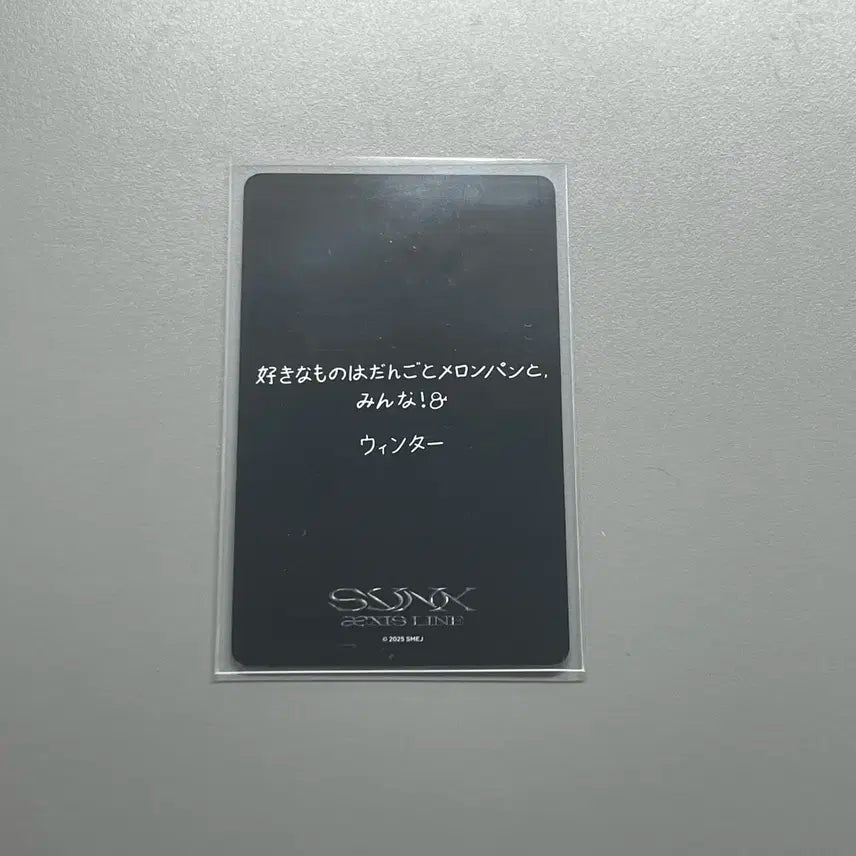 好きなものはだんごとメロンパンと,
みんな!&
ウィンター
SYNK
æXIS LINE
© 2025 SMEJ